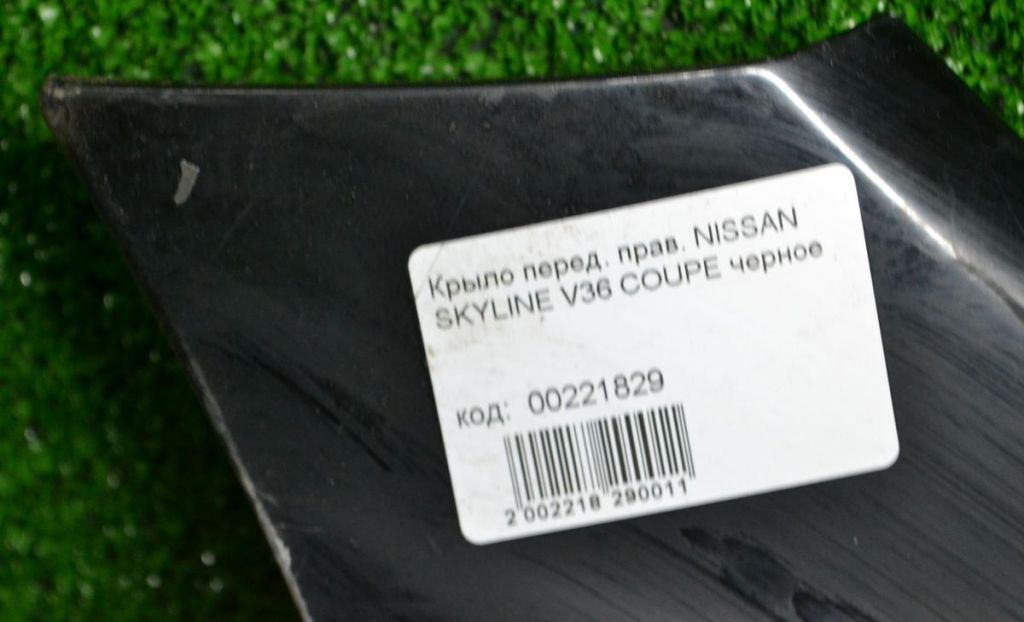 Крыло перед. прав. NISSAN
SKYLINE V36 COUPE черное
код: 00221829
2 002218 290011